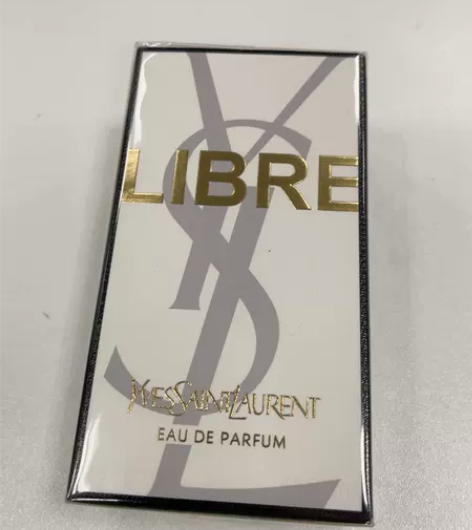 LIBRE
YSL
YVESSAINTLAURENT
EAU DE PARFUM